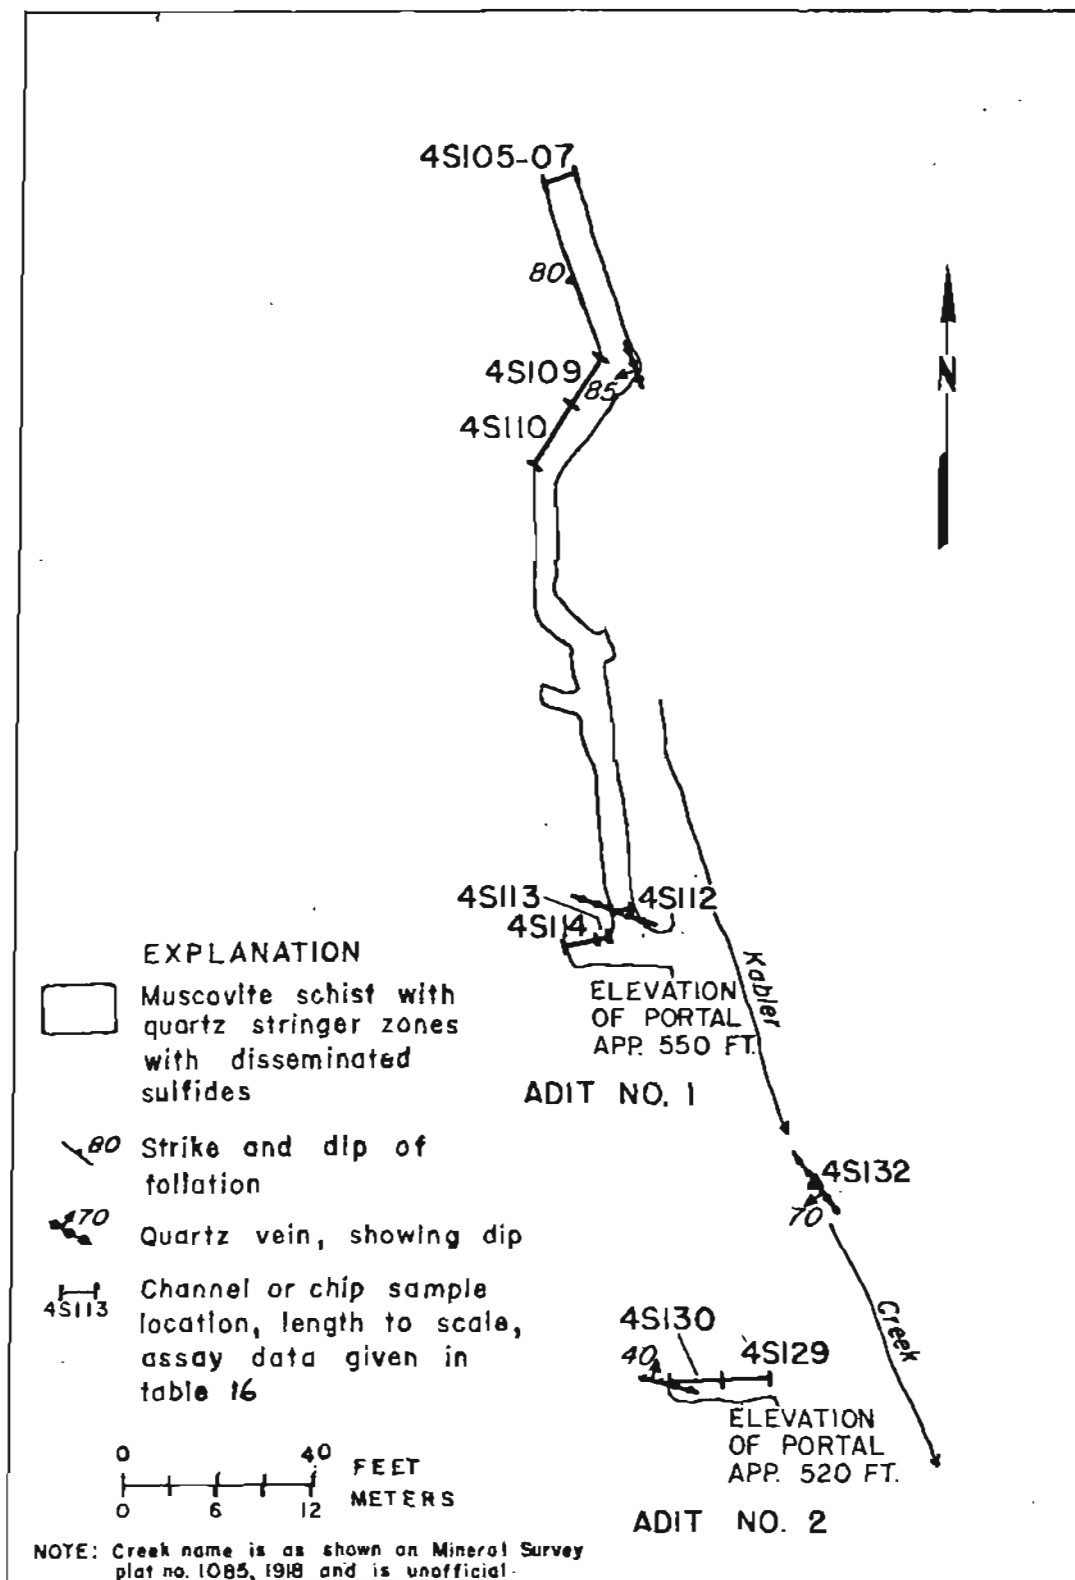 4S105-07
80
4S109
85
4S110
N
4S113
4S112
4S114
ELEVATION
OF PORTAL
APP. 550 FT.
ADIT NO. 1
Kabler
Creek
4S132
70
4S130
40
4S129
ELEVATION
OF PORTAL
APP. 520 FT.
ADIT NO. 2
EXPLANATION
Muscovite schist with
quartz stringer zones
with disseminated
sulfides
80 Strike and dip of
foliation
70 Quartz vein, showing dip
4S113 Channel or chip sample
location, length to scale,
assay data given in
table 16
0 40 FEET
0 6 12 METERS
NOTE: Creek name is as shown on Mineral Survey
plat no. 1085, 1918 and is unofficial.